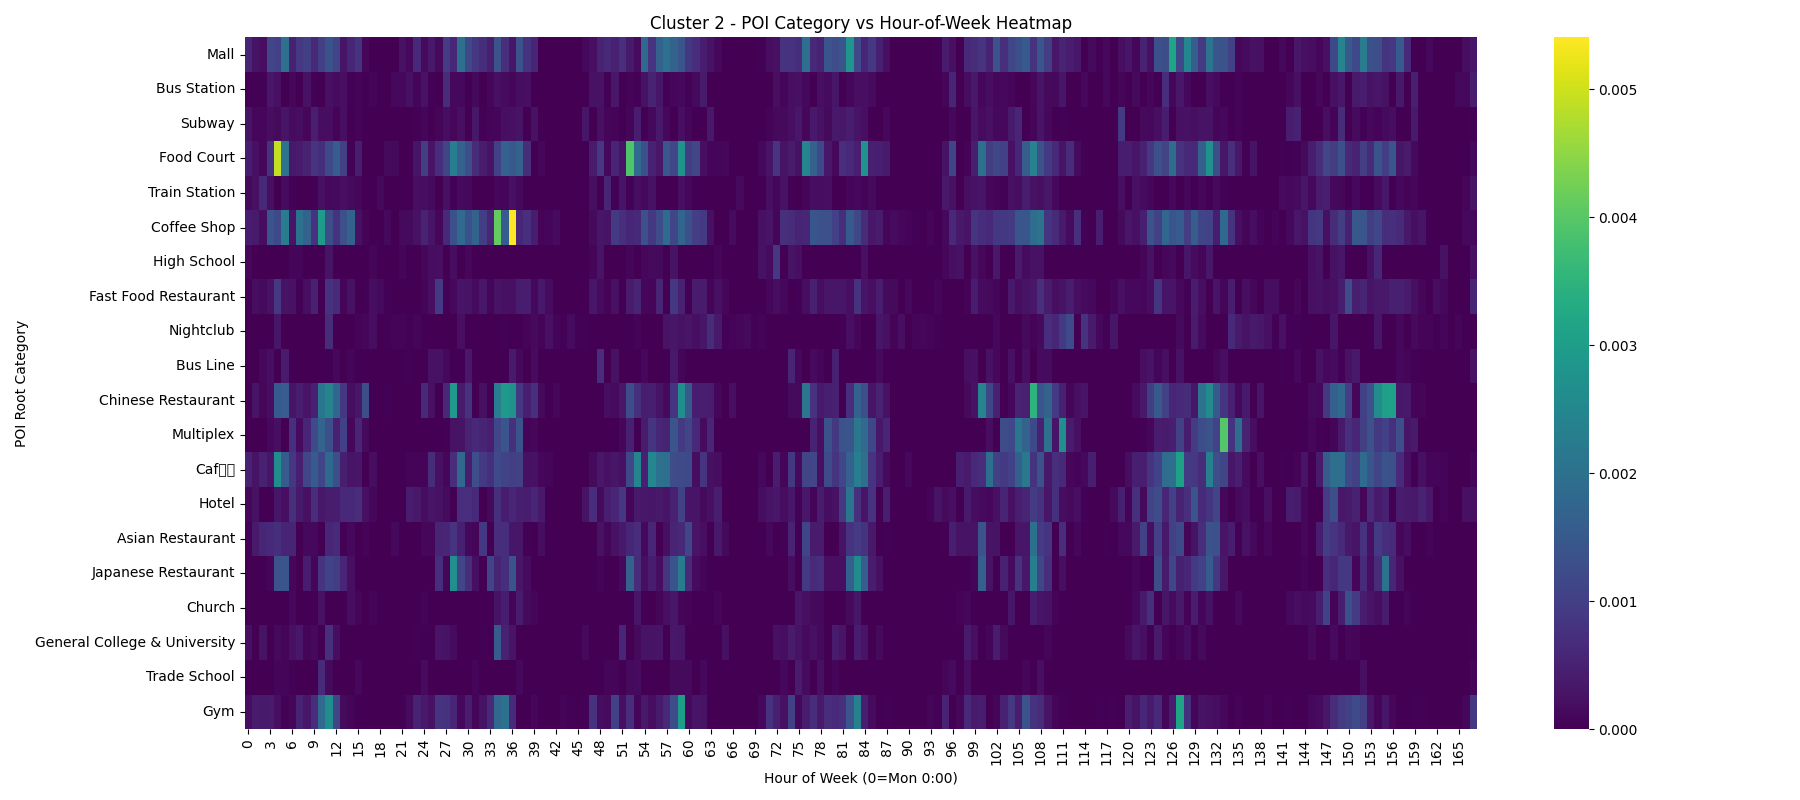 Cluster 2 - POI Category vs Hour-of-Week Heatmap
POI Root Category
Mall
Bus Station
Subway
Food Court
Train Station
Coffee Shop
High School
Fast Food Restaurant
Nightclub
Bus Line
Chinese Restaurant
Multiplex
Caf▯▯
Hotel
Asian Restaurant
Japanese Restaurant
Church
General College & University
Trade School
Gym
0 3 6 9 12 15 18 21 24 27 30 33 36 39 42 45 48 51 54 57 60 63 66 69 72 75 78 81 84 87 90 93 96 99 102 105 108 111 114 117 120 123 126 129 132 135 138 141 144 147 150 153 156 159 162 165
Hour of Week (0=Mon 0:00)
0.005
0.004
0.003
0.002
0.001
0.000